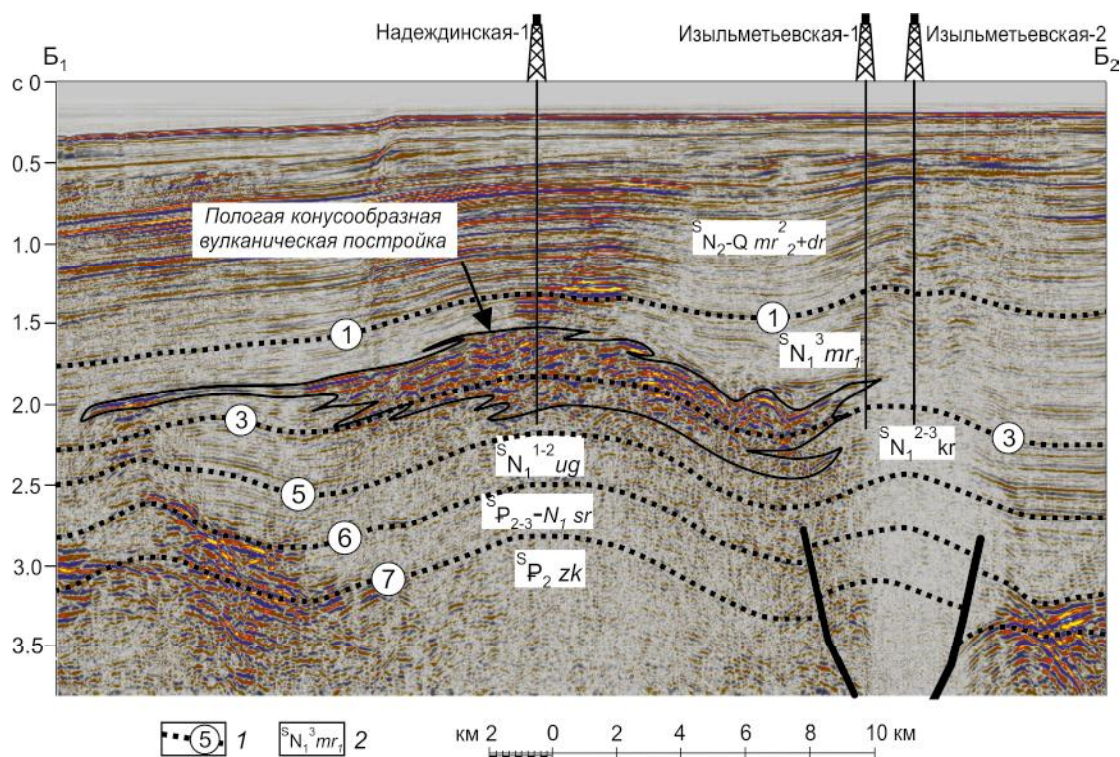 Надеждинская-1
Изыльметьевская-1
Изыльметьевская-2
Б₁
Б₂
с 0
0.5
1.0
1.5
2.0
2.5
3.0
3.5
Пологая конусообразная
вулканическая постройка
ˢN₂-Q mr²₂+dr
1
1
ˢN₁³mr₁
3
3
ˢN₁²⁻³kr
ˢN₁¹⁻²ug
5
ˢP₂₋₃-N₁ sr
6
ˢP₂ zk
7
5 1
ˢN₁³mr₁ 2
км 2 0 2 4 6 8 10 км